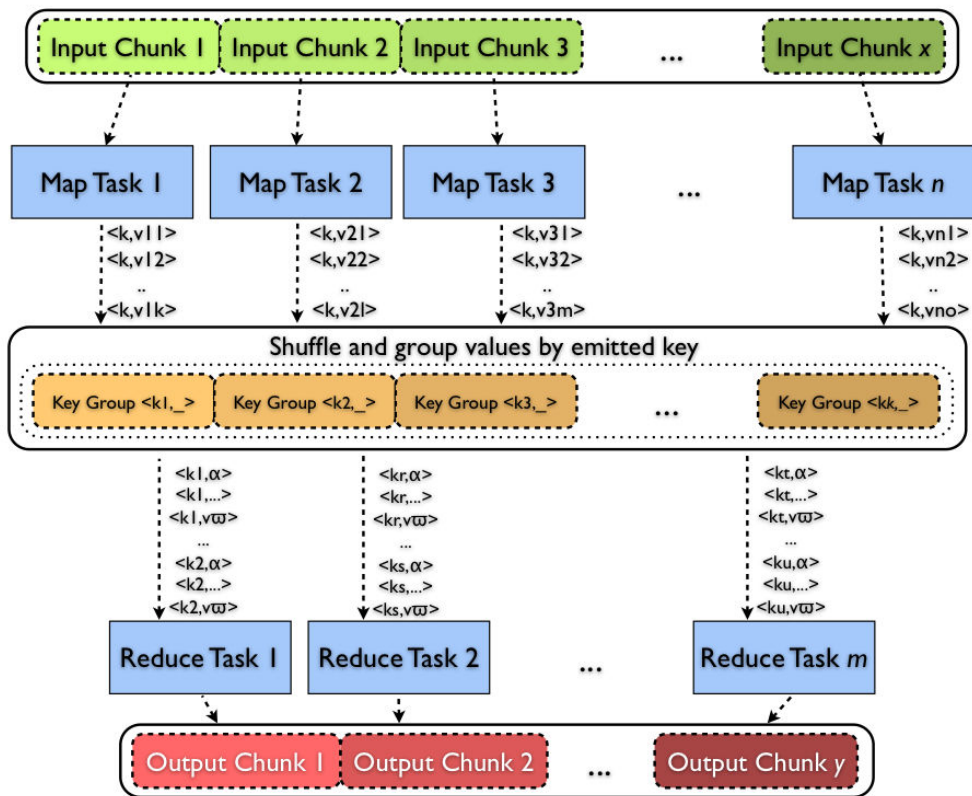 Input Chunk 1 Input Chunk 2 Input Chunk 3 ... Input Chunk x
Map Task 1 Map Task 2 Map Task 3 ... Map Task n
<k,v11> <k,v21> <k,v31> <k,vn1>
<k,v12> <k,v22> <k,v32> <k,vn2>
.. .. .. ..
<k,v1k> <k,v2l> <k,v3m> <k,vno>
Shuffle and group values by emitted key
Key Group <k1,_> Key Group <k2,_> Key Group <k3,_> ... Key Group <kk,_>
<k1,α> <kr,α> <kt,α>
<k1,...> <kr,...> <kt,...>
<k1,vϖ> <kr,vϖ> <kt,vϖ>
... ... ...
<k2,α> <ks,α> <ku,α>
<k2,...> <ks,...> <ku,...>
<k2,vϖ> <ks,vϖ> <ku,vϖ>
Reduce Task 1 Reduce Task 2 ... Reduce Task m
Output Chunk 1 Output Chunk 2 ... Output Chunk y